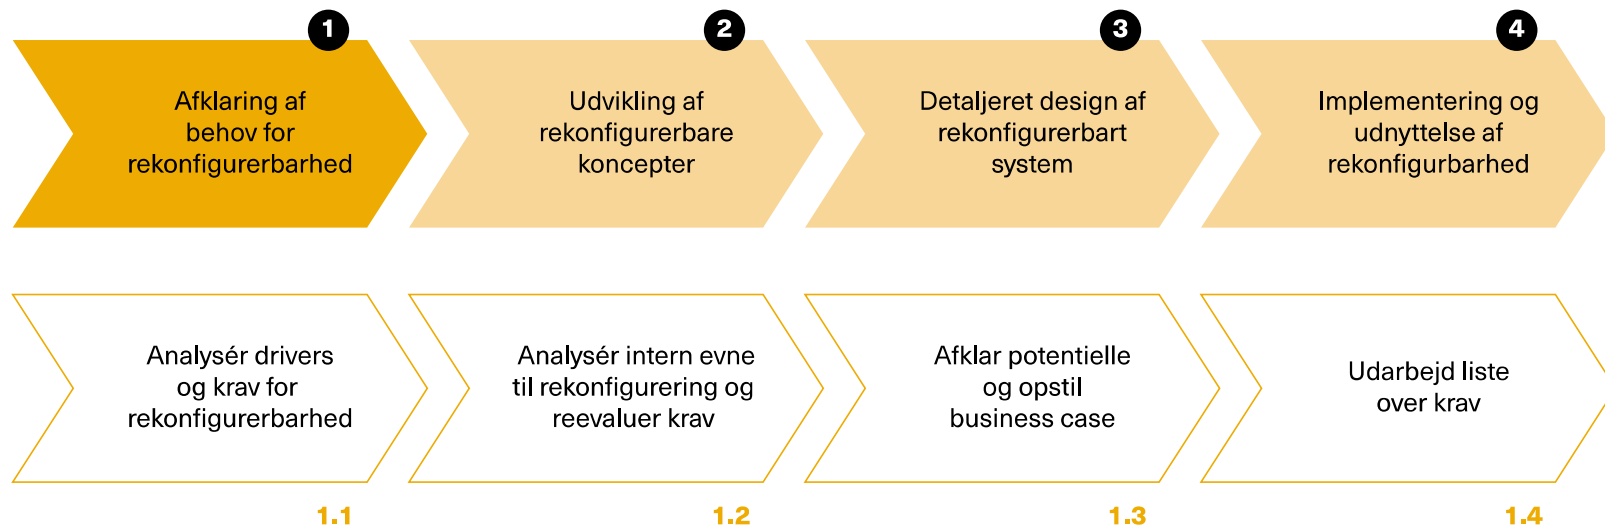 1
Afklaring af
behov for
rekonfigurerbarhed
2
Udvikling af
rekonfigurerbare
koncepter
3
Detaljeret design af
rekonfigurerbart
system
4
Implementering og
udnyttelse af
rekonfigurbarhed
Analysér drivers
og krav for
rekonfigurerbarhed
1.1
Analysér intern evne
til rekonfigurering og
reevaluer krav
1.2
Afklar potentielle
og opstil
business case
1.3
Udarbejd liste
over krav
1.4